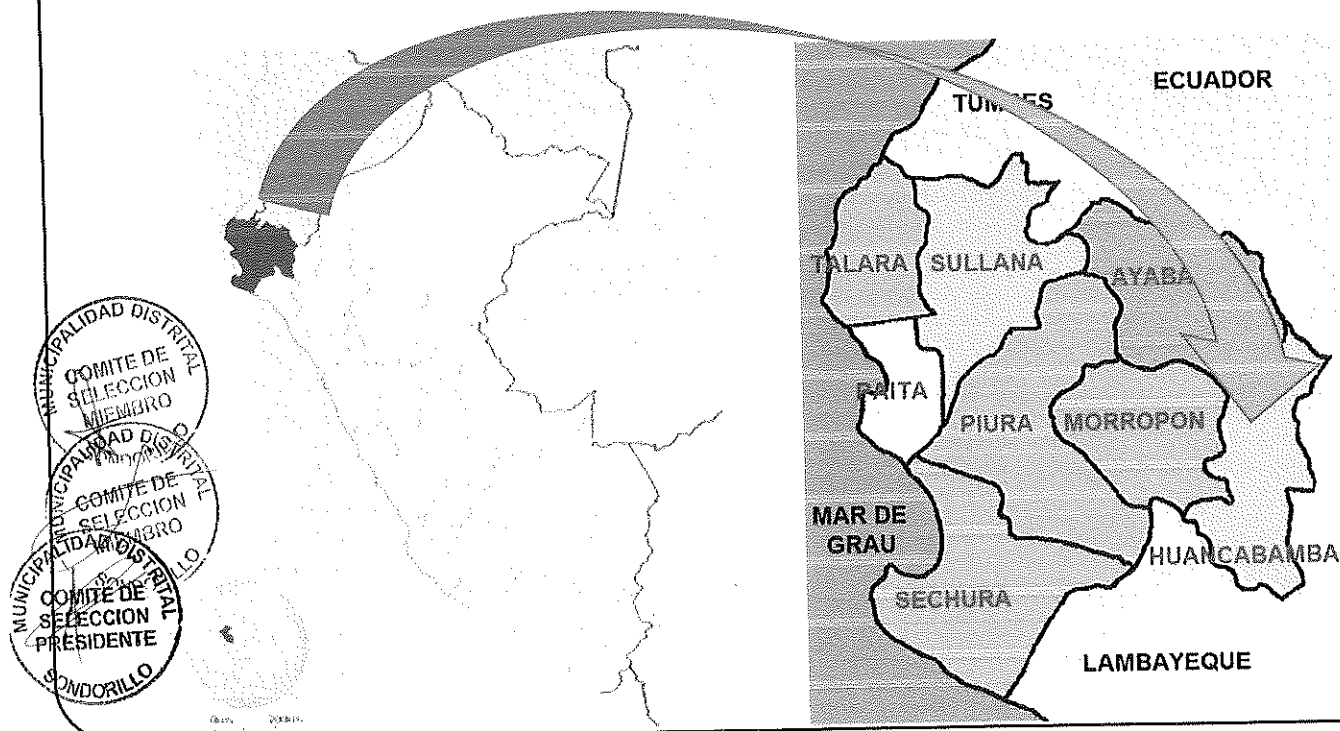 ECUADOR
TUMBES
TALARA
SULLANA
AYABA
PAITA
PIURA
MORROPON
MAR DE
GRAU
HUANCABAMBA
SECHURA
LAMBAYEQUE
MUNICIPALIDAD DISTRITAL
COMITE DE
SELECCION
MIEMBRO
MUNICIPALIDAD DISTRITAL
COMITE DE
SELECCION
MIEMBRO
MUNICIPALIDAD DISTRITAL
COMITE DE
SELECCION
PRESIDENTE
SONDORILLO